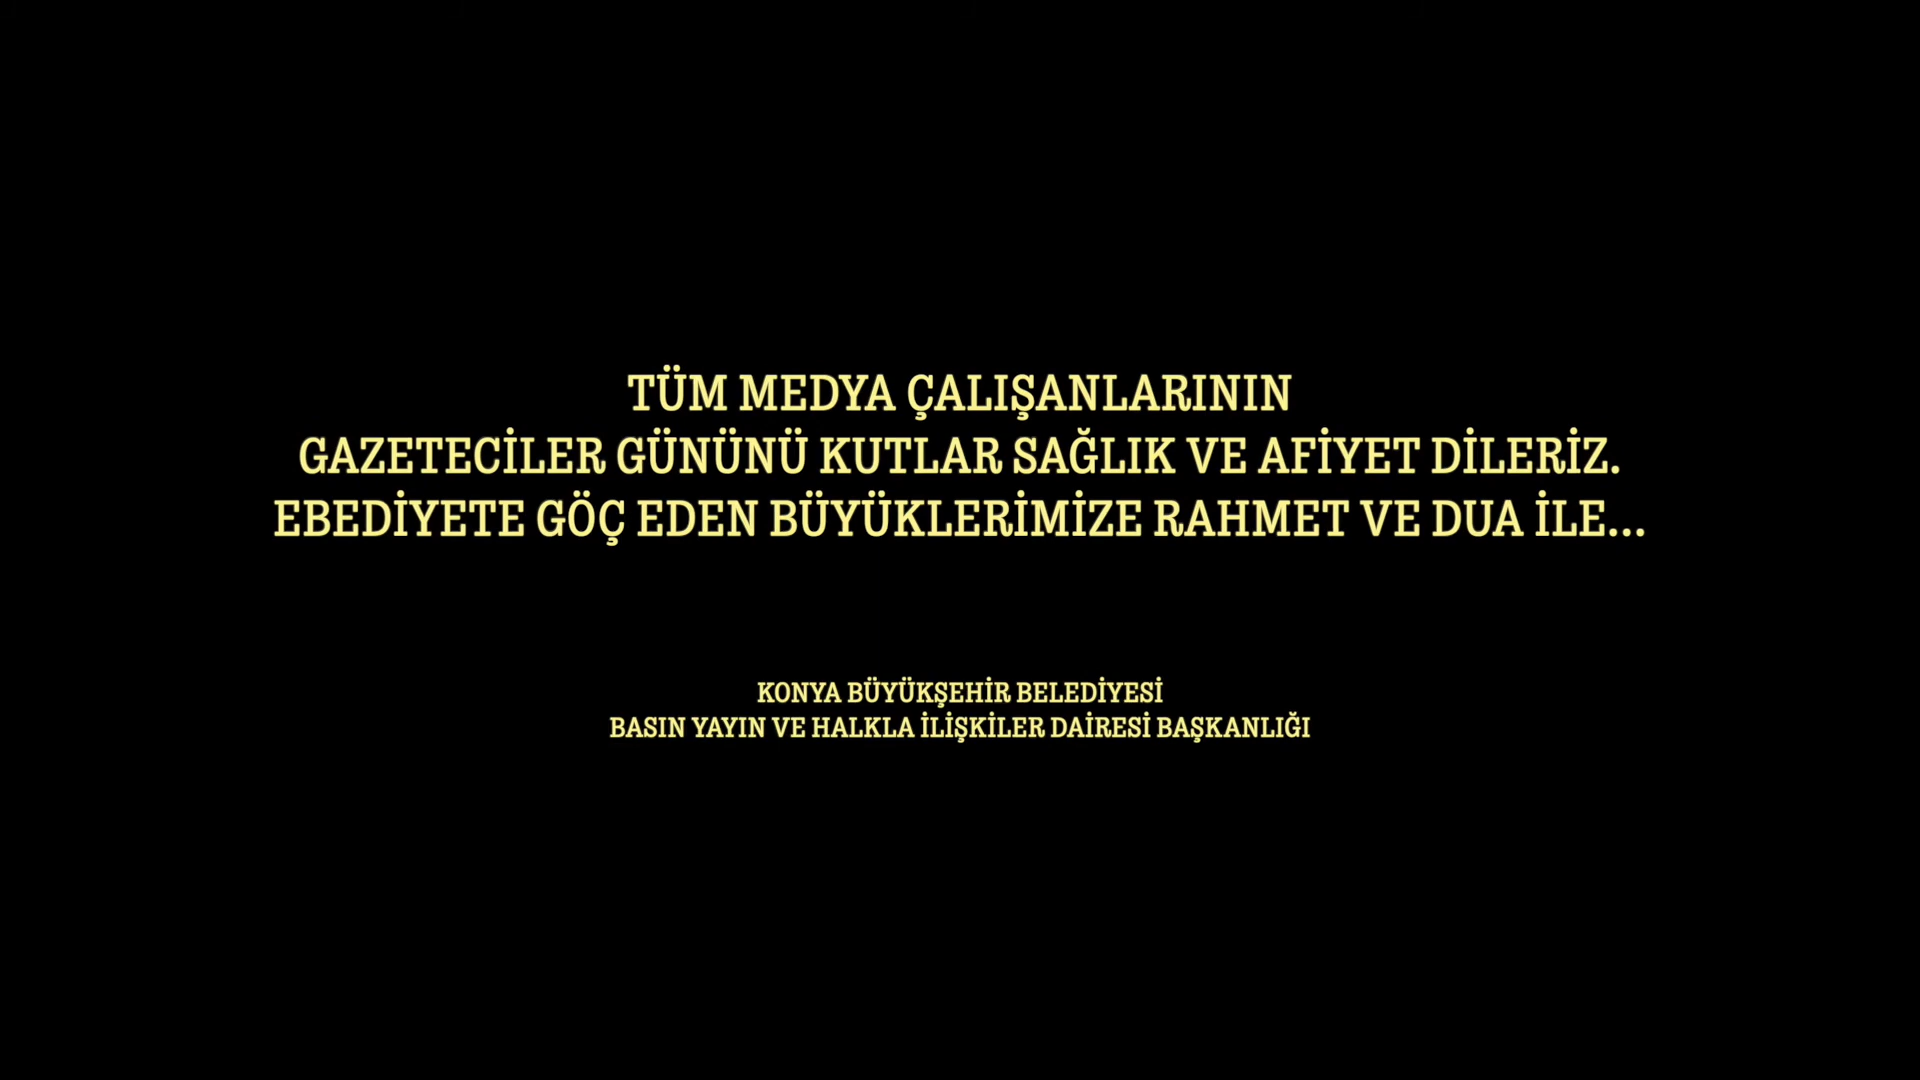 TÜM MEDYA ÇALIŞANLARININ
GAZETECİLER GÜNÜNÜ KUTLAR SAĞLIK VE AFİYET DİLERİZ.
EBEDİYETE GÖÇ EDEN BÜYÜKLERİMİZE RAHMET VE DUA İLE...
KONYA BÜYÜKŞEHİR BELEDİYESİ
BASIN YAYIN VE HALKLA İLİŞKİLER DAİRESİ BAŞKANLIĞI